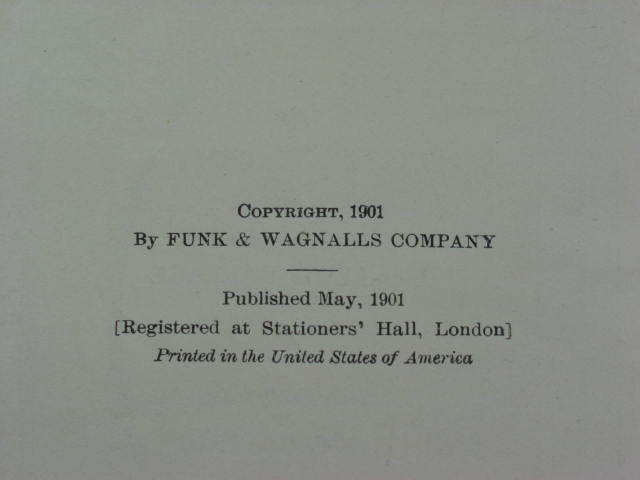 COPYRIGHT, 1901
By FUNK & WAGNALLS COMPANY
Published May, 1901
[Registered at Stationers' Hall, London]
Printed in the United States of America